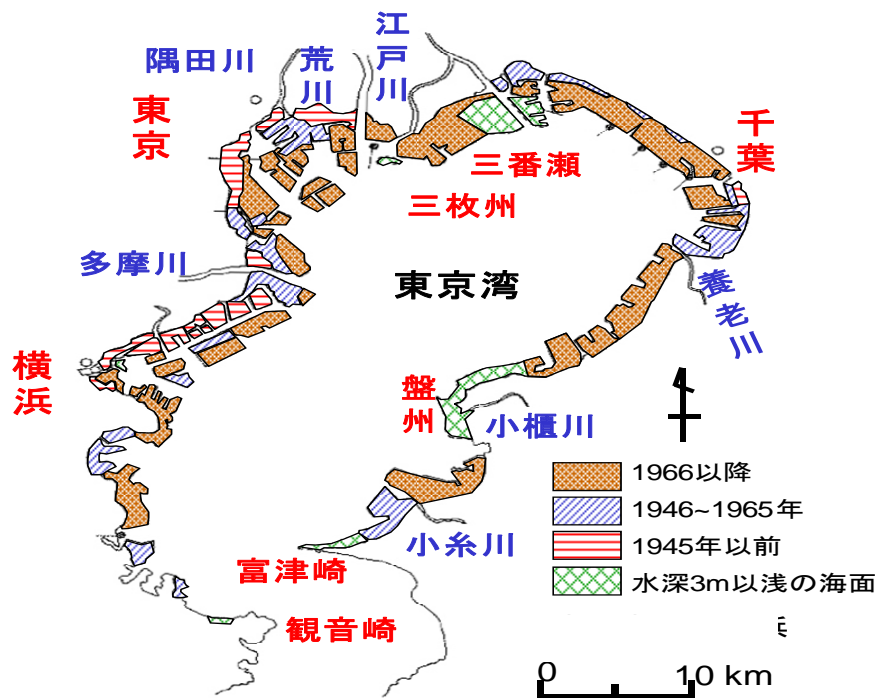 隅田川
荒川
江戸川
東京
千葉
三番瀬
三枚州
多摩川
東京湾
養老川
横浜
盤州
小櫃川
1966以降
1946~1965年
1945年以前
水深3m以浅の海面
小糸川
富津崎
観音崎
0
10 km